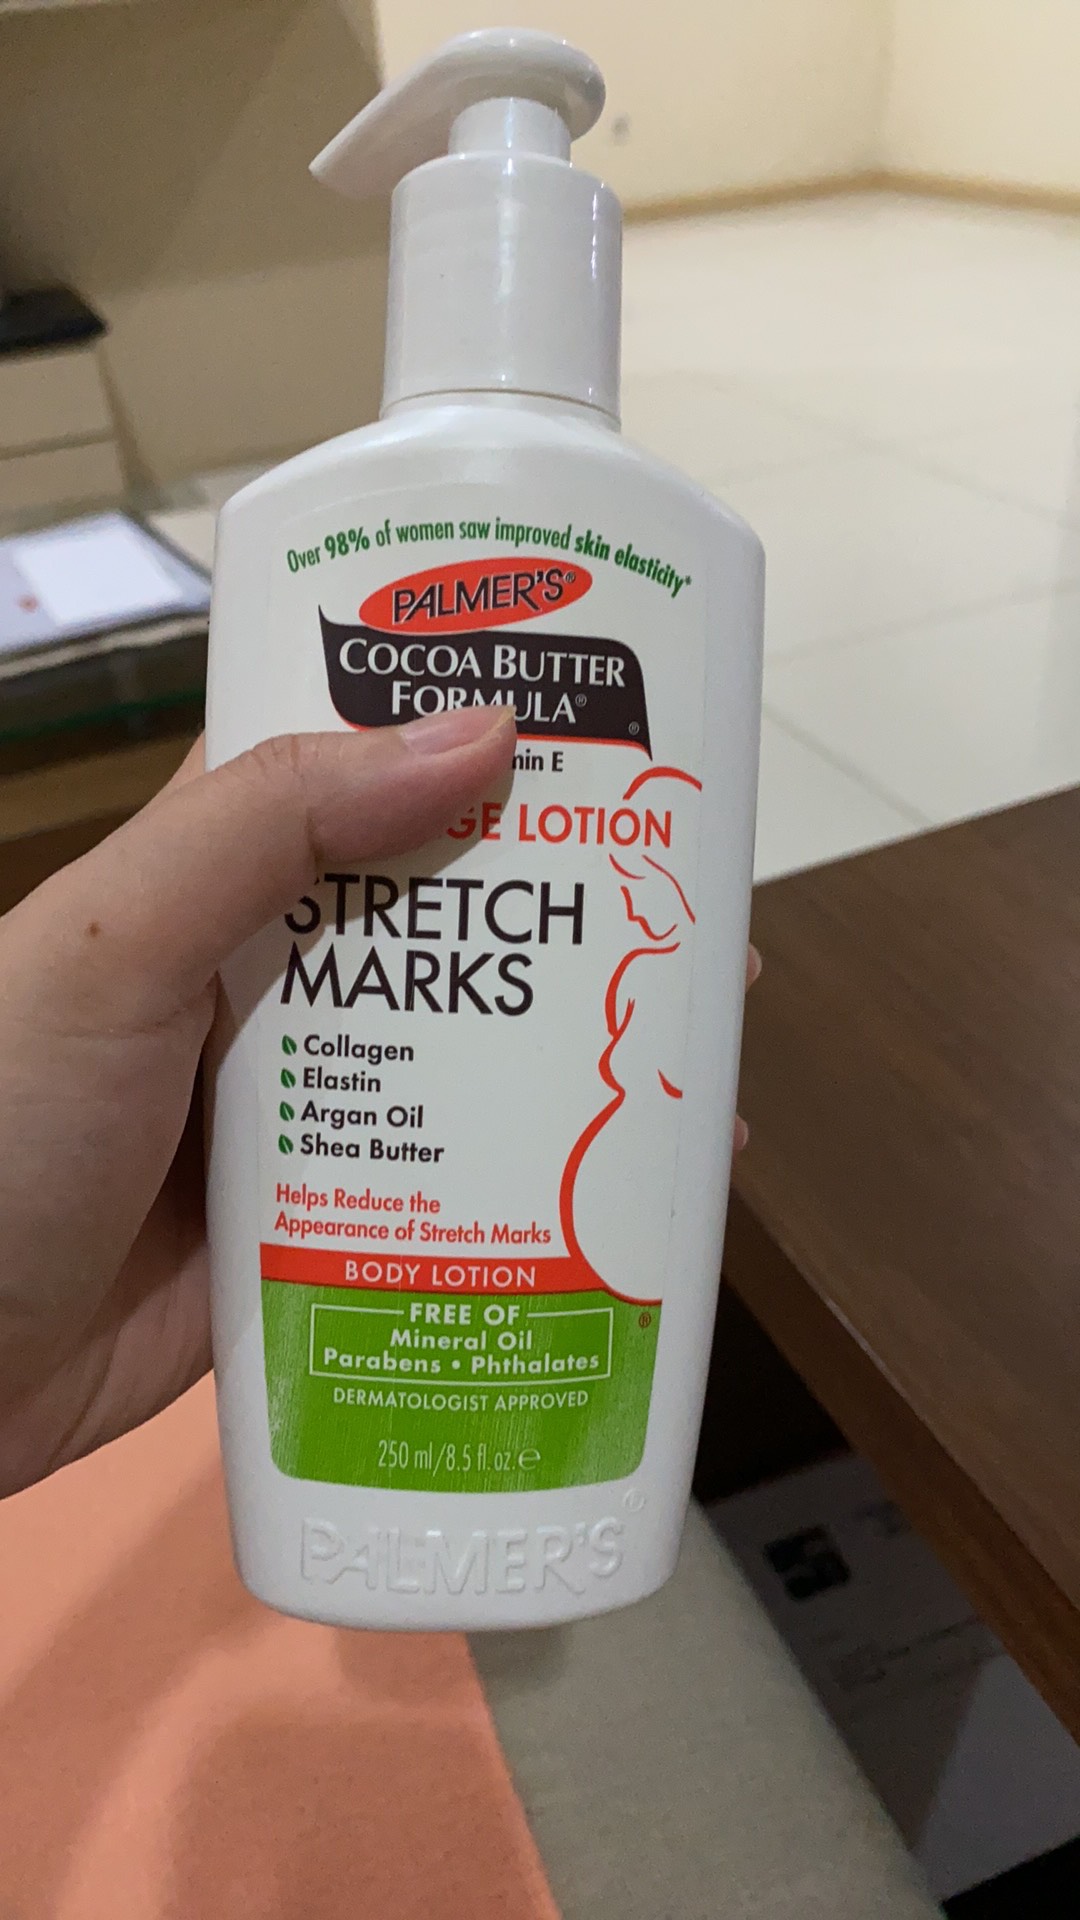 Over 98% of women saw improved skin elasticity*
PALMER'S®
COCOA BUTTER
FORMULA®
®
E
LOTION
STRETCH
MARKS
Collagen
Elastin
Argan Oil
Shea Butter
Helps Reduce the
Appearance of Stretch Marks
BODY LOTION
FREE OF
Mineral Oil
Parabens • Phthalates
®
DERMATOLOGIST APPROVED
250 ml/8.5 fl. oz. ℮
PALMER'S